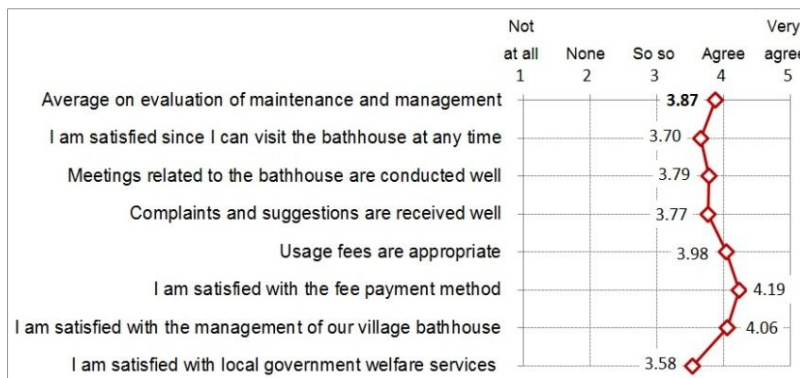 Not at all
None
So so
Agree
Very agree
1 2 3 4 5
Average on evaluation of maintenance and management 3.87
I am satisfied since I can visit the bathhouse at any time 3.70
Meetings related to the bathhouse are conducted well 3.79
Complaints and suggestions are received well 3.77
Usage fees are appropriate 3.98
I am satisfied with the fee payment method 4.19
I am satisfied with the management of our village bathhouse 4.06
I am satisfied with local government welfare services 3.58